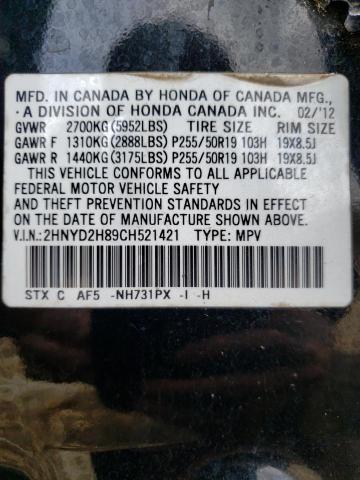 MFD. IN CANADA BY HONDA OF CANADA MFG.,
·A DIVISION OF HONDA CANADA INC. 02/'12
GVWR 2700KG(5952LBS) TIRE SIZE RIM SIZE
GAWR F 1310KG(2888LBS) P255/50R19 103H 19X8.5J
GAWR R 1440KG(3175LBS) P255/50R19 103H 19X8.5J
THIS VEHICLE CONFORMS TO ALL APPLICABLE
FEDERAL MOTOR VEHICLE SAFETY
AND THEFT PREVENTION STANDARDS IN EFFECT
ON THE DATE OF MANUFACTURE SHOWN ABOVE.
V.I.N.:2HNYD2H89CH521421 TYPE: MPV
STX C AF5 -NH731PX -I -H